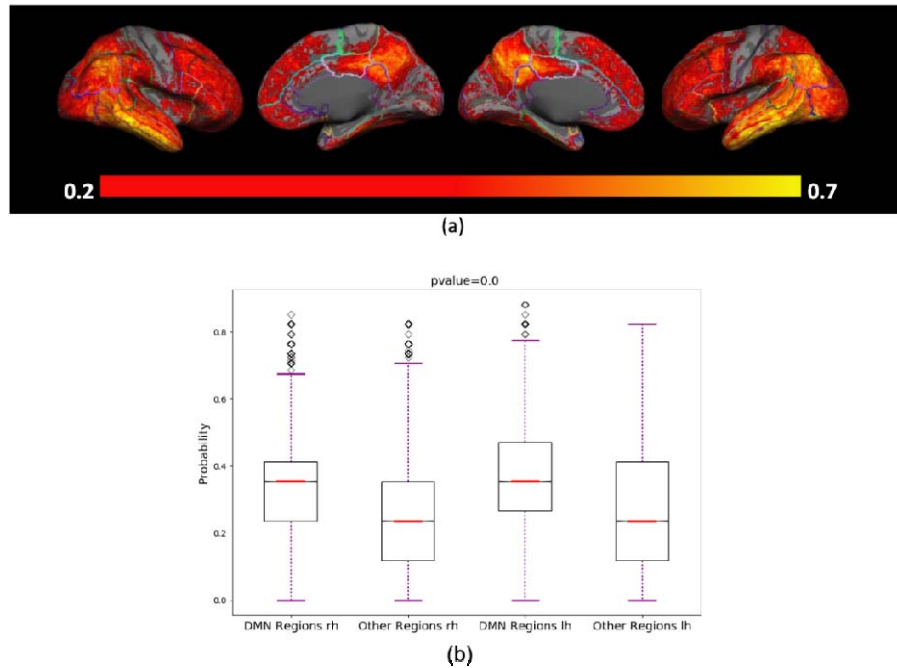 0.2
0.7
(a)
pvalue=0.0
0.8
0.6
0.4
0.2
0.0
Probability
DMN Regions rh
Other Regions rh
DMN Regions lh
Other Regions lh
(b)